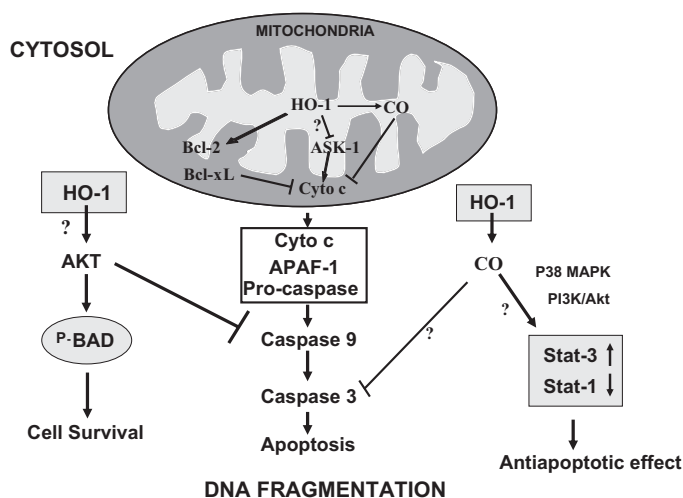 MITOCHONDRIA
CYTOSOL
HO-1
CO
?
Bcl-2
ASK-1
Bcl-xL
Cyto c
HO-1
?
AKT
P-BAD
Cell Survival
Cyto c
APAF-1
Pro-caspase
Caspase 9
Caspase 3
Apoptosis
DNA FRAGMENTATION
HO-1
CO
P38 MAPK
PI3K/Akt
?
?
Stat-3
Stat-1
Antiapoptotic effect